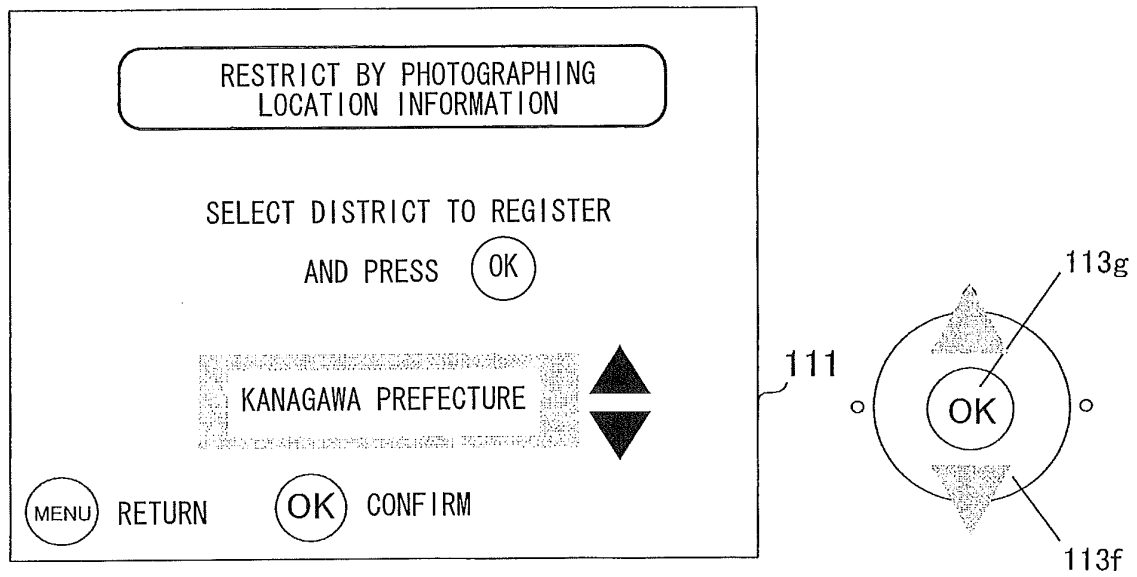 RESTRICT BY PHOTOGRAPHING
LOCATION INFORMATION
SELECT DISTRICT TO REGISTER
AND PRESS OK
KANAGAWA PREFECTURE
MENU RETURN OK CONFIRM
111
113g
OK
113f